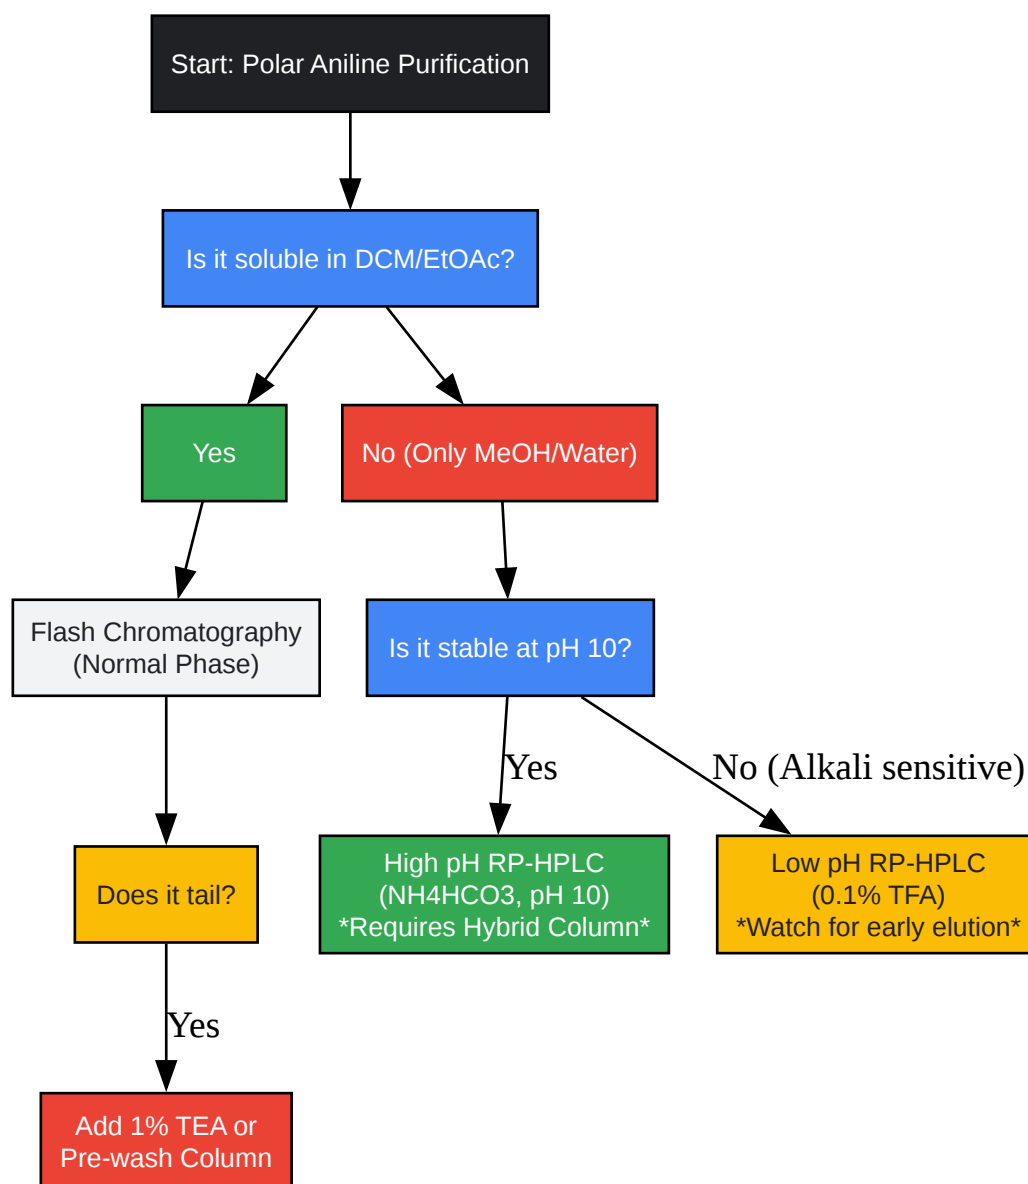 Start: Polar Aniline Purification
Is it soluble in DCM/EtOAc?
Yes
No (Only MeOH/Water)
Flash Chromatography
(Normal Phase)
Is it stable at pH 10?
Yes
No (Alkali sensitive)
Does it tail?
High pH RP-HPLC
(NH4HCO3, pH 10)
*Requires Hybrid Column*
Low pH RP-HPLC
(0.1% TFA)
*Watch for early elution*
Yes
Add 1% TEA or
Pre-wash Column